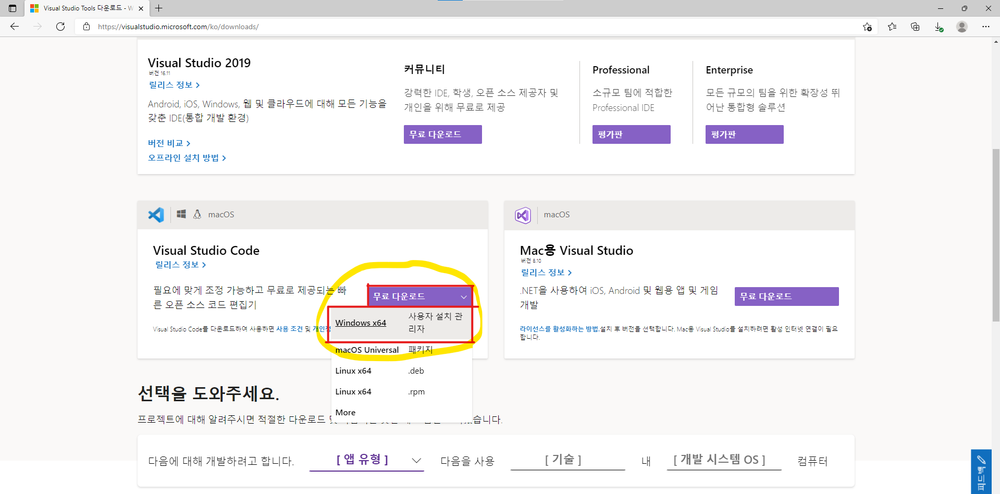 Visual Studio Tools 다운로드 - W
https://visualstudio.microsoft.com/ko/downloads/
Visual Studio 2019
버전 16.11
릴리스 정보
Android, iOS, Windows, 웹 및 클라우드에 대해 모든 기능을
갖춘 IDE(통합 개발 환경)
버전 비교
오프라인 설치 방법
커뮤니티
강력한 IDE, 학생, 오픈 소스 제공자 및
개인을 위해 무료로 제공
무료 다운로드
Professional
소규모 팀에 적합한
Professional IDE
평가판
Enterprise
모든 규모의 팀을 위한 확장성 뛰
어난 통합형 솔루션
평가판
macOS
Visual Studio Code
릴리스 정보
필요에 맞게 조정 가능하고 무료로 제공되는 빠
른 오픈 소스 코드 편집기
Visual Studio Code를 다운로드하여 사용하면 사용 조건 및 개인정
무료 다운로드
Windows x64 사용자 설치 관
리자
macOS Universal 패키지
Linux x64 .deb
Linux x64 .rpm
More
macOS
Mac용 Visual Studio
버전 8.10
릴리스 정보
.NET을 사용하여 iOS, Android 및 웹용 앱 및 게임
개발
무료 다운로드
라이선스를 활성화하는 방법.설치 후 버전을 선택합니다. Mac용 Visual Studio를 설치하려면 활성 인터넷 연결이 필요
합니다.
선택을 도와주세요.
프로젝트에 대해 알려주시면 적절한 다운로드 및
습니다.
다음에 대해 개발하려고 합니다. [ 앱 유형 ] 다음을 사용 [ 기술 ] 내 [ 개발 시스템 OS ] 컴퓨터
피드백